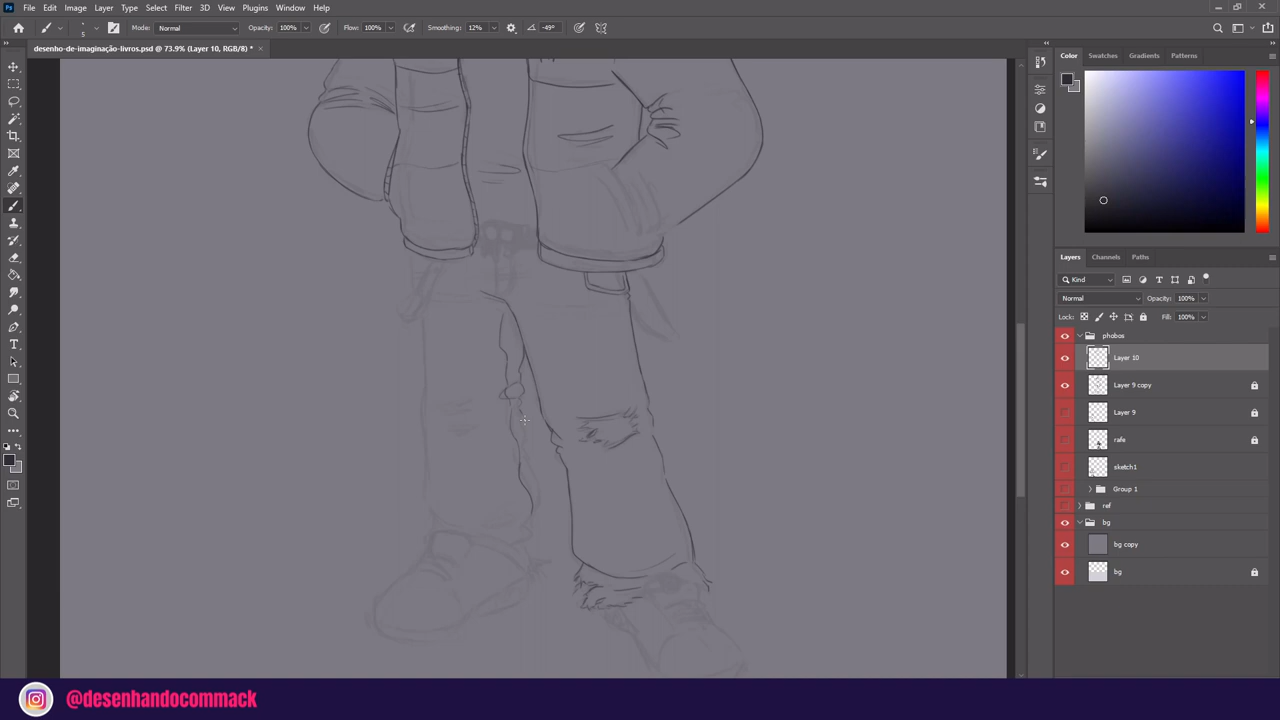 File Edit Image Layer Type Select Filter 3D View Plugins Window Help
5 Mode: Normal Opacity: 100% Flow: 100% Smoothing: 12% -49°
desenho-de-imaginação-livros.psd @ 73.9% (Layer 10, RGB/8) *
Color Swatches Gradients Patterns
Layers Channels Paths
Kind
Normal Opacity: 100%
Lock: Fill: 100%
phobos
Layer 10
Layer 9 copy
Layer 9
rafe
sketch1
Group 1
ref
bg
bg copy
bg
@desenhandocommack